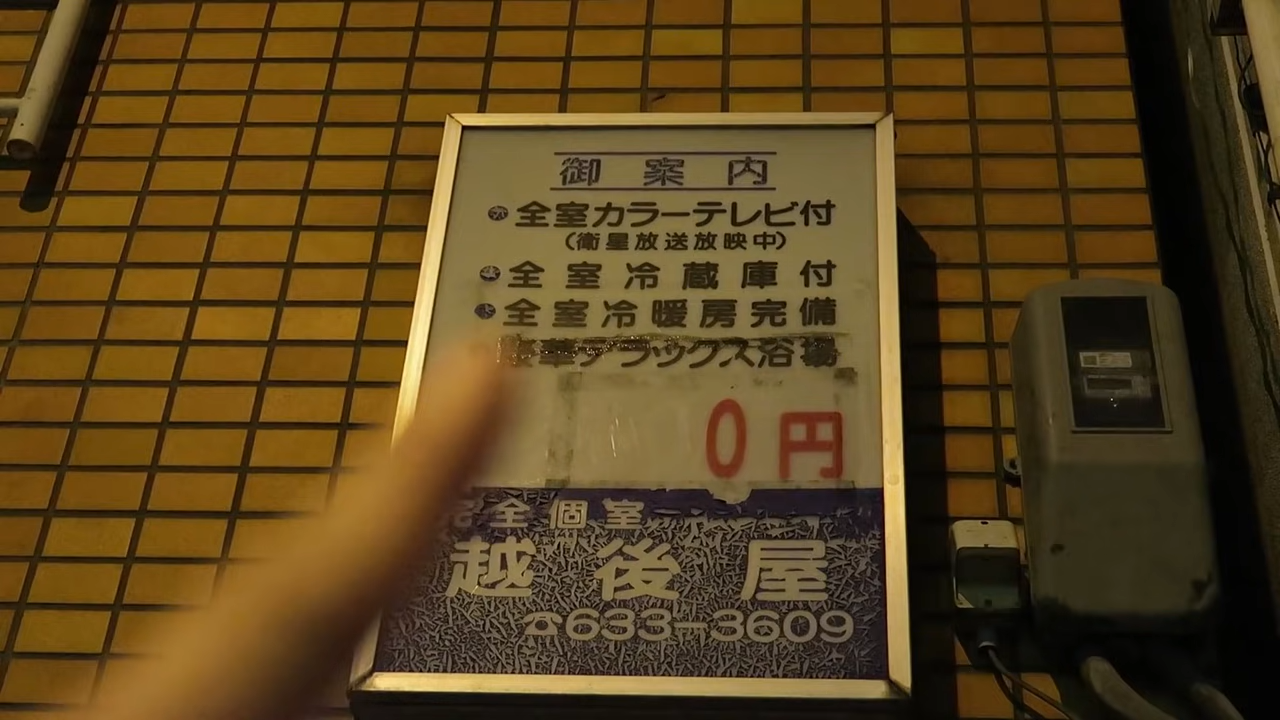 御案内
全室カラーテレビ付
(衛星放送放映中)
全室冷蔵庫付
全室冷暖房完備
豪華デラックス浴場
0円
完全個室
越後屋
☎633-3609